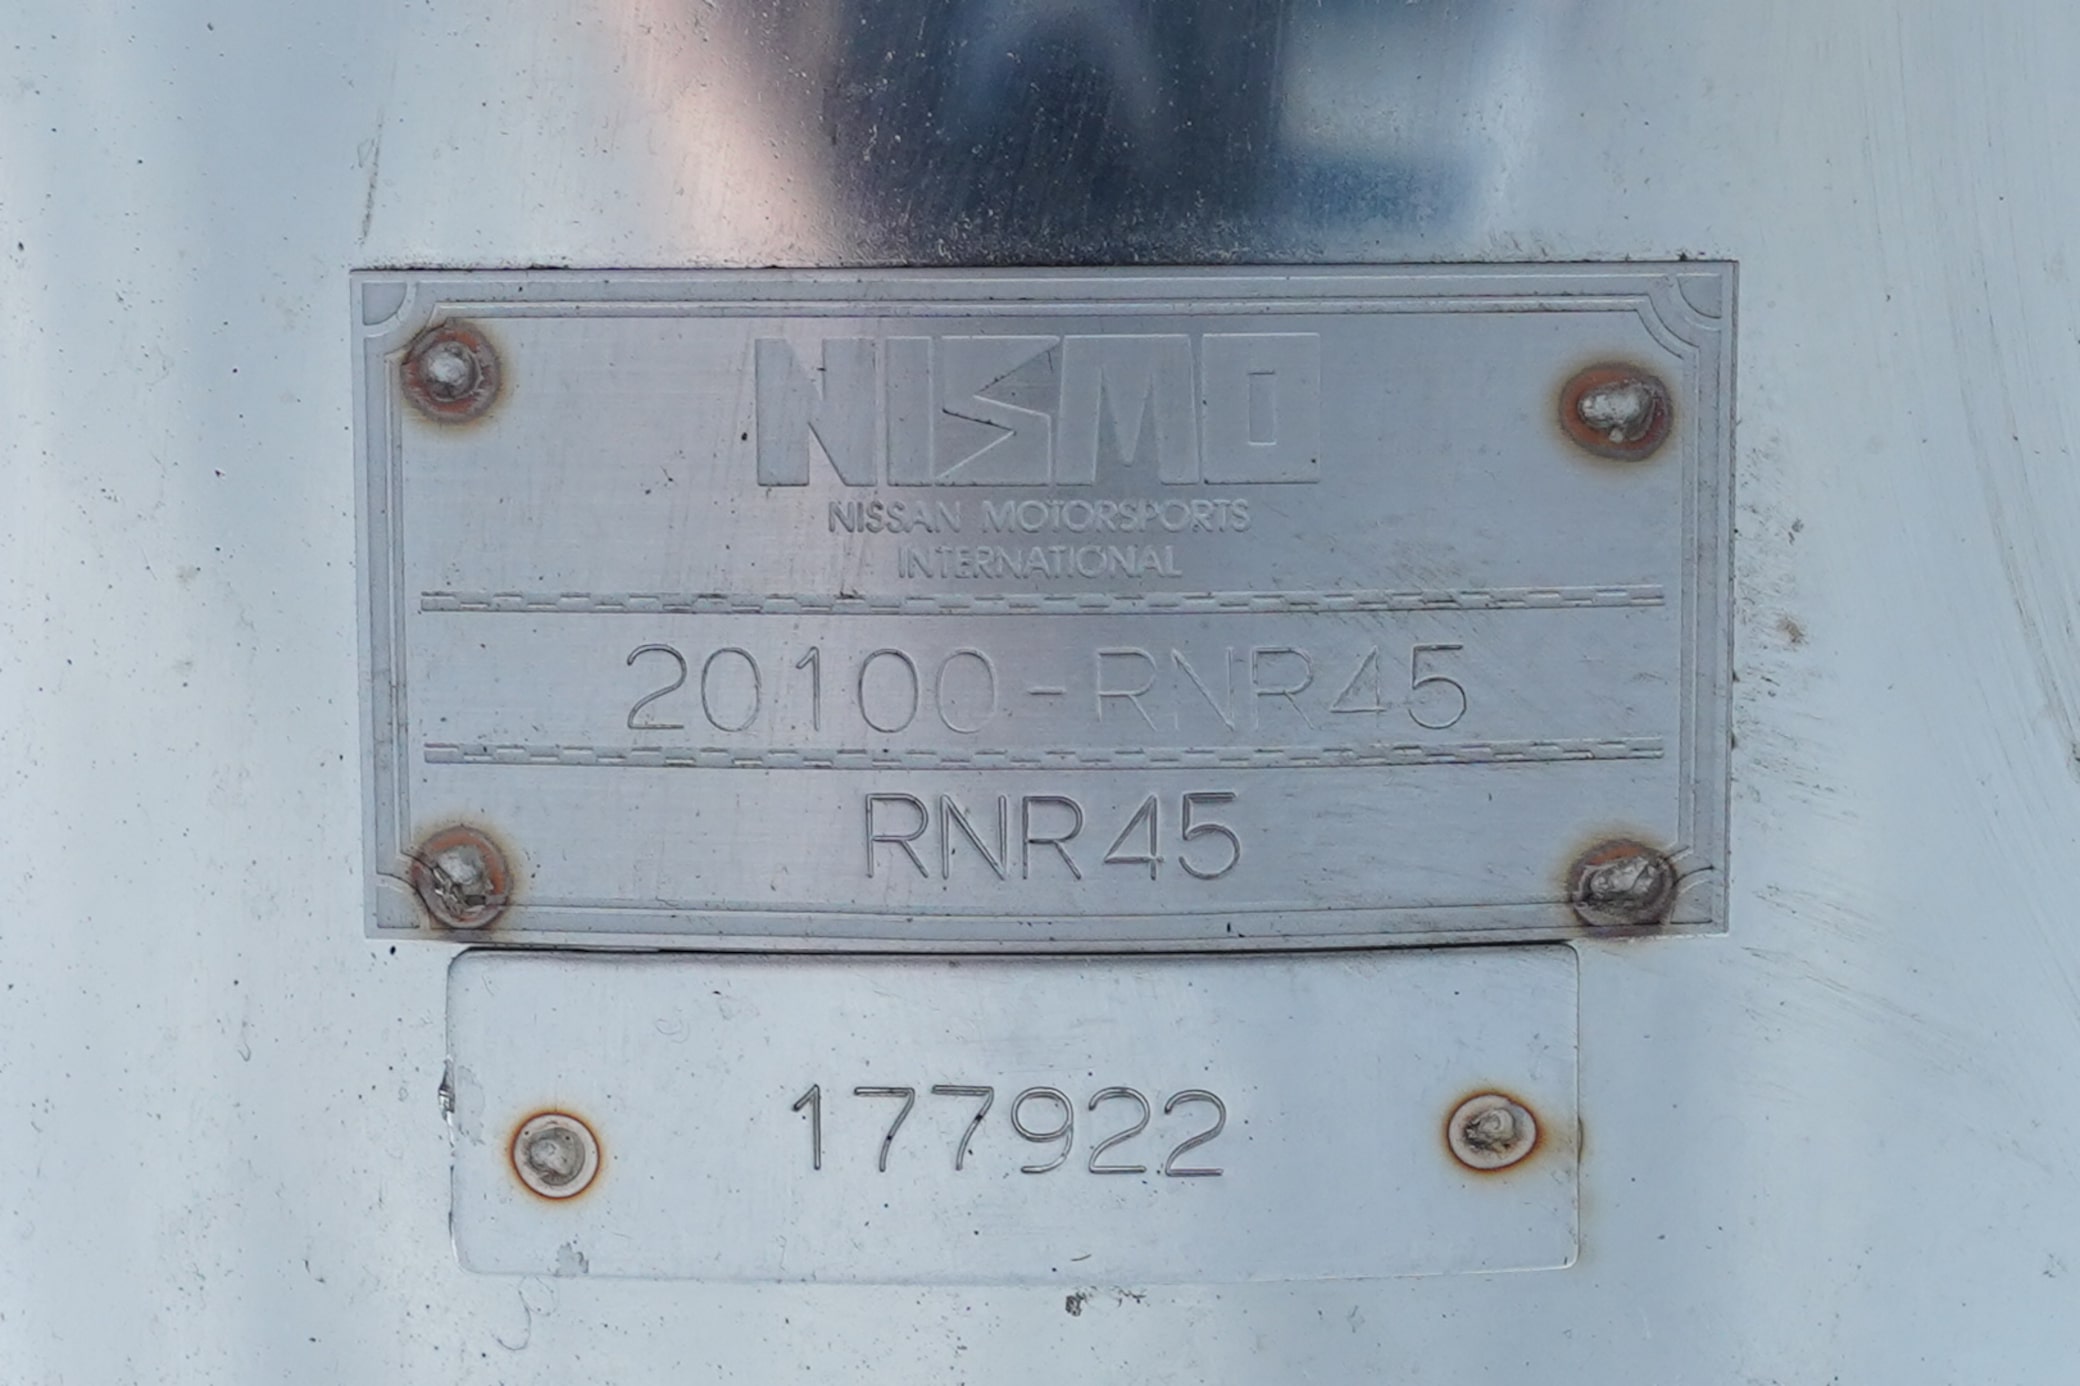 NISMO
NISSAN MOTORSPORTS
INTERNATIONAL
20100-RNR45
RNR45
177922